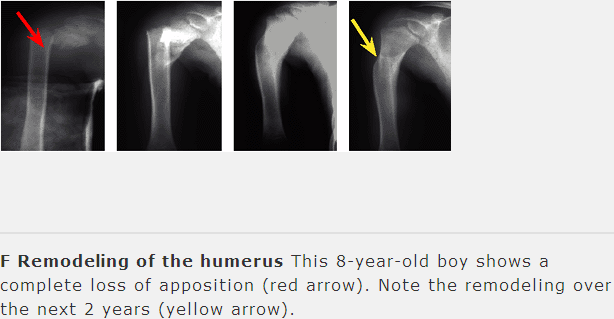 F Remodeling of the humerus This 8-year-old boy shows a
complete loss of apposition (red arrow). Note the remodeling over
the next 2 years (yellow arrow).